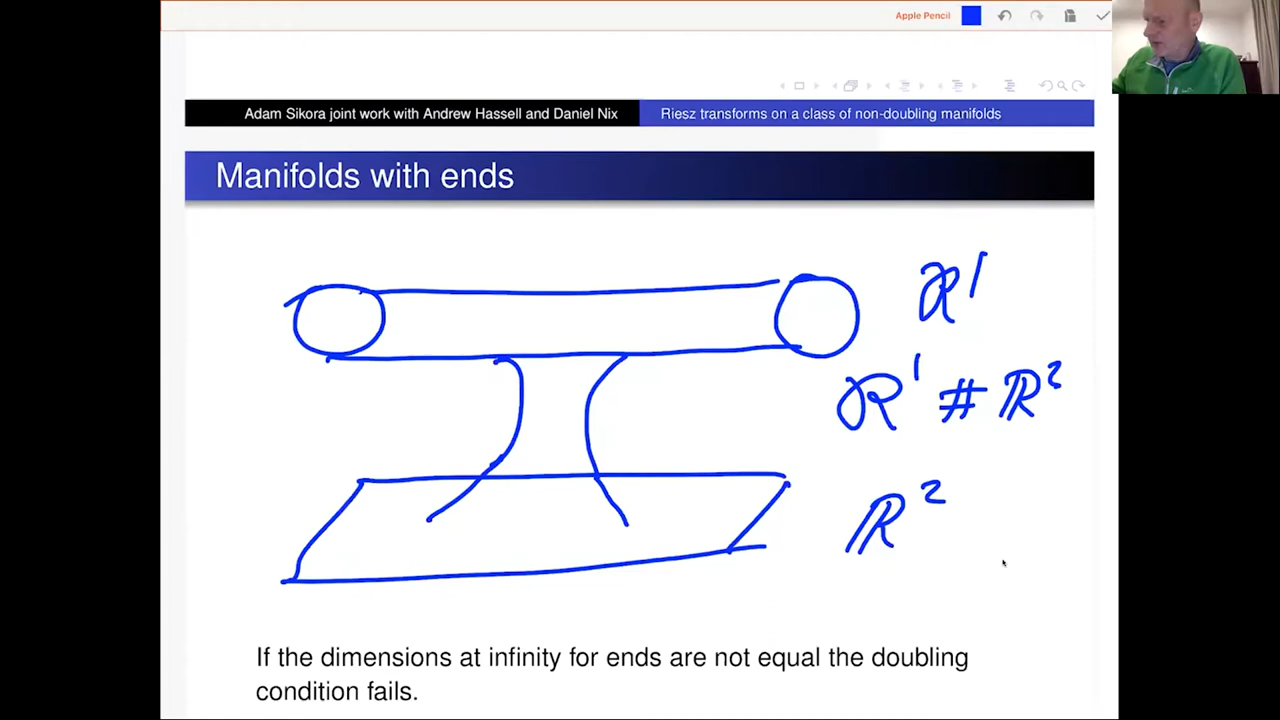 Apple Pencil
Adam Sikora joint work with Andrew Hassell and Daniel Nix
Riesz transforms on a class of non-doubling manifolds
Manifolds with ends
ℛ¹
ℛ¹ # ℝ²
ℝ²
If the dimensions at infinity for ends are not equal the doubling
condition fails.